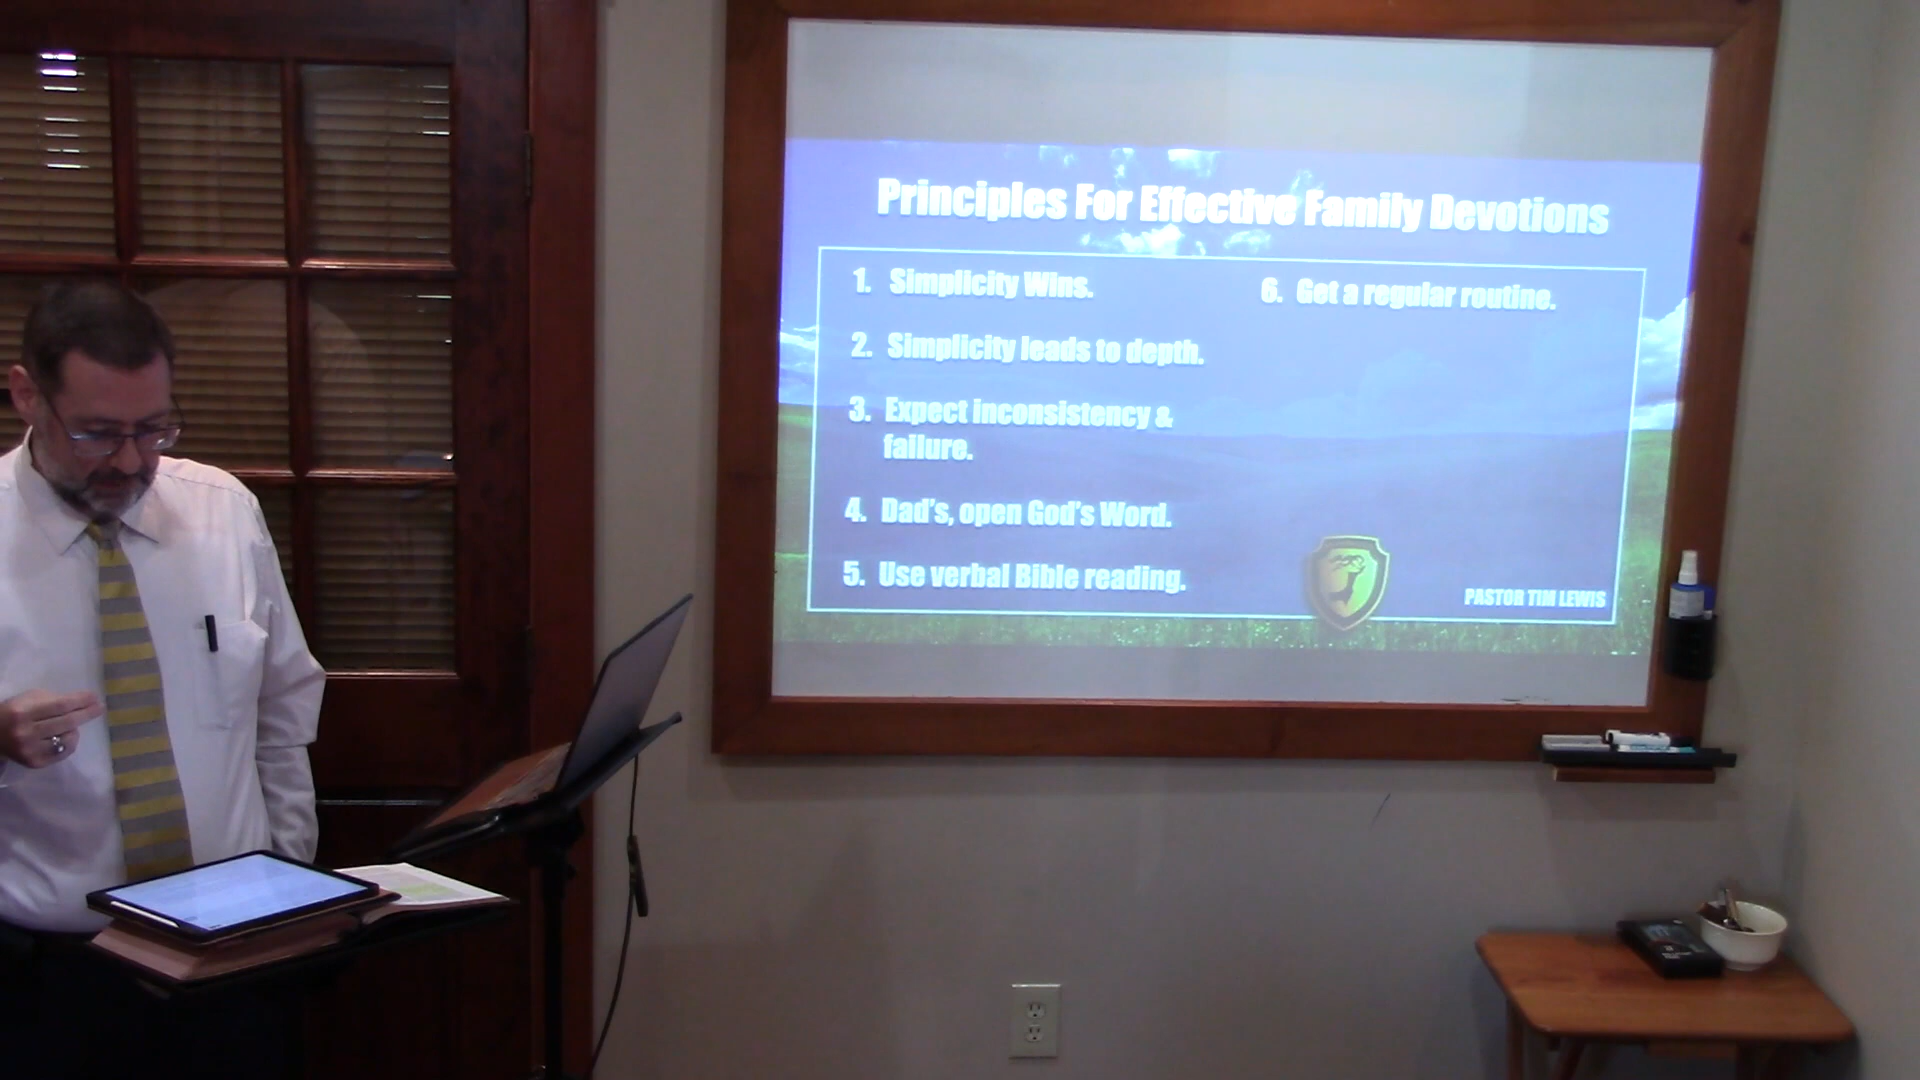 Principles For Effective Family Devotions
1. Simplicity Wins.
2. Simplicity leads to depth.
3. Expect inconsistency &
failure.
4. Dad's, open God's Word.
5. Use verbal Bible reading.
6. Get a regular routine.
PASTOR TIM LEWIS